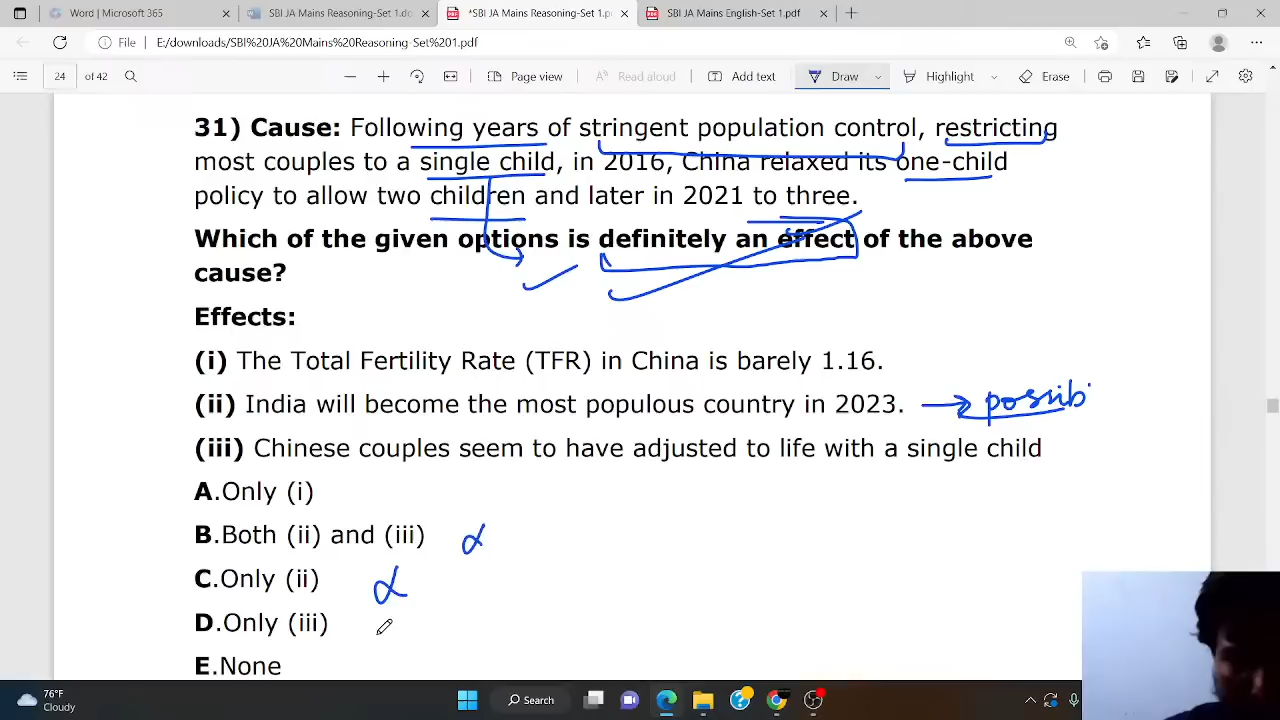 Word | Microsoft 365
SBI JA Mains Reasoning-Set 1.do
*SBI JA Mains Reasoning-Set 1.p
SBI JA Mains English-Set 1.pdf
File
E:/downloads/SBI%20JA%20Mains%20Reasoning-Set%201.pdf
24 of 42
Page view
Read aloud
Add text
Draw
Highlight
Erase
31) Cause: Following years of stringent population control, restricting
most couples to a single child, in 2016, China relaxed its one-child
policy to allow two children and later in 2021 to three.
Which of the given options is definitely an effect of the above
cause?
Effects:
(i) The Total Fertility Rate (TFR) in China is barely 1.16.
(ii) India will become the most populous country in 2023. → possib
(iii) Chinese couples seem to have adjusted to life with a single child
A.Only (i)
B.Both (ii) and (iii)
C.Only (ii)
D.Only (iii)
E.None
76°F
Cloudy
Search